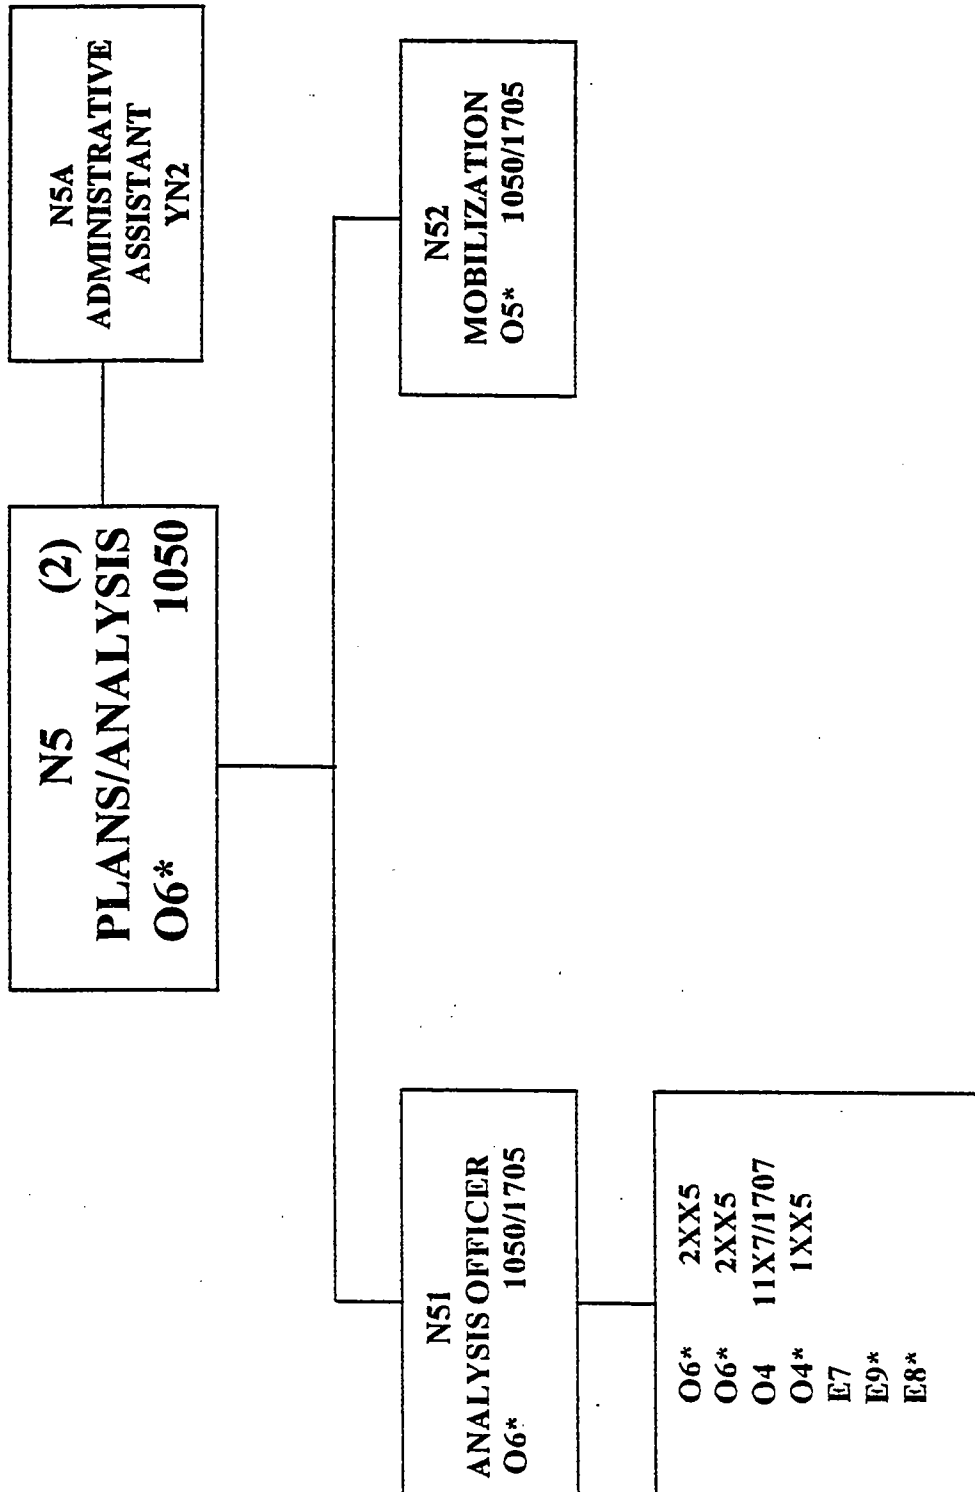 N5 (2)
PLANS/ANALYSIS
O6* 1050
N5A
ADMINISTRATIVE
ASSISTANT
YN2
N51
ANALYSIS OFFICER
O6* 1050/1705
N52
MOBILIZATION
O5* 1050/1705
O6* 2XX5
O6* 2XX5
O4 11X7/1707
O4* 1XX5
E7
E9*
E8*